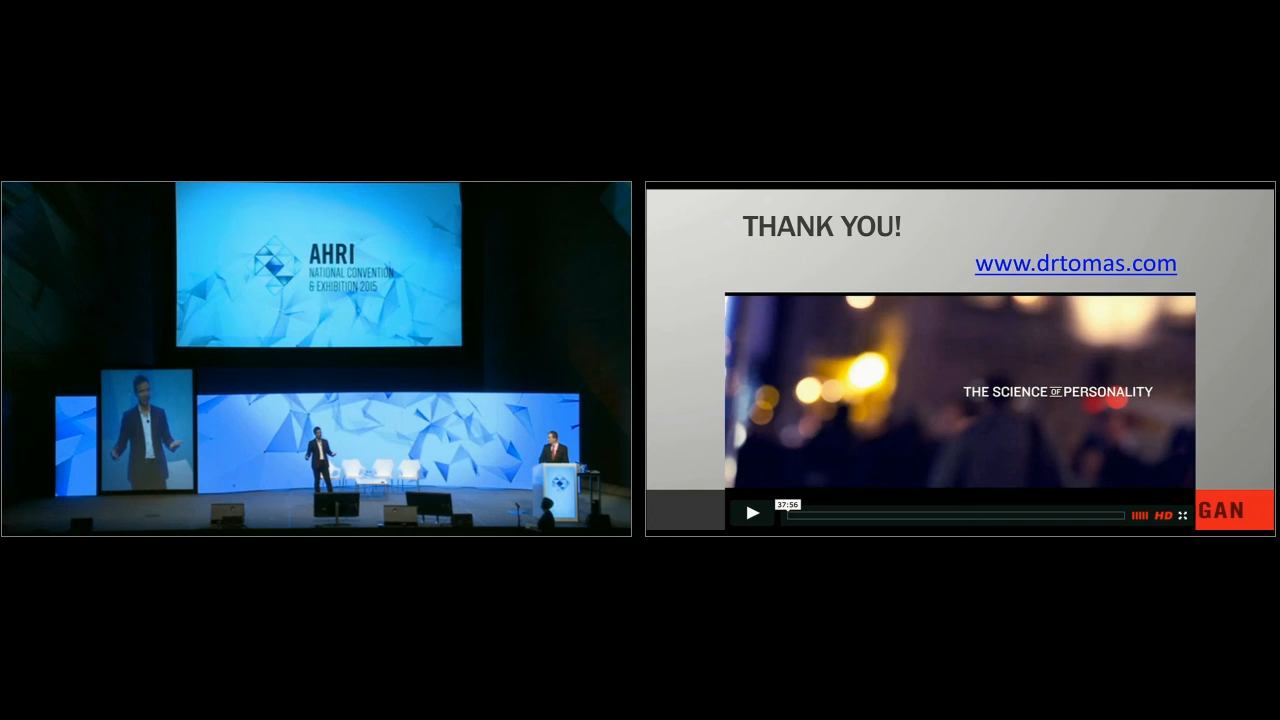 AHRI
NATIONAL CONVENTION
& EXHIBITION 2015
THANK YOU!
www.drtomas.com
THE SCIENCE OF PERSONALITY
37:56
HD
GAN